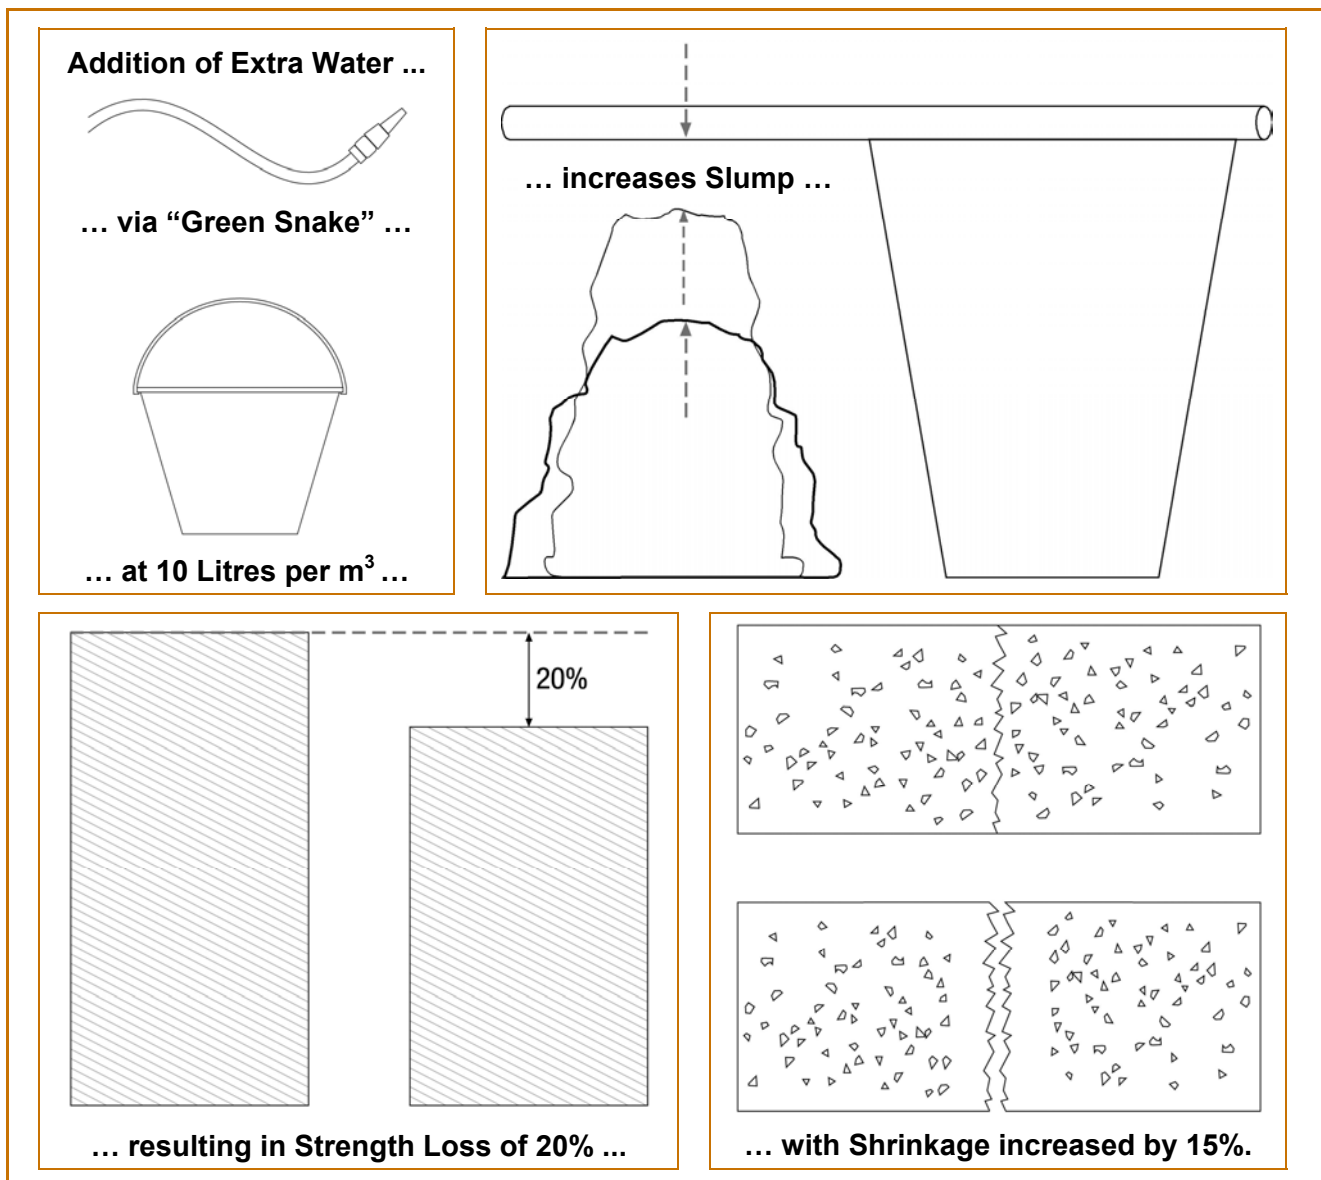 Addition of Extra Water ...
… via “Green Snake” …
… at 10 Litres per m³ …
… increases Slump …
20%
… resulting in Strength Loss of 20% ...
… with Shrinkage increased by 15%.